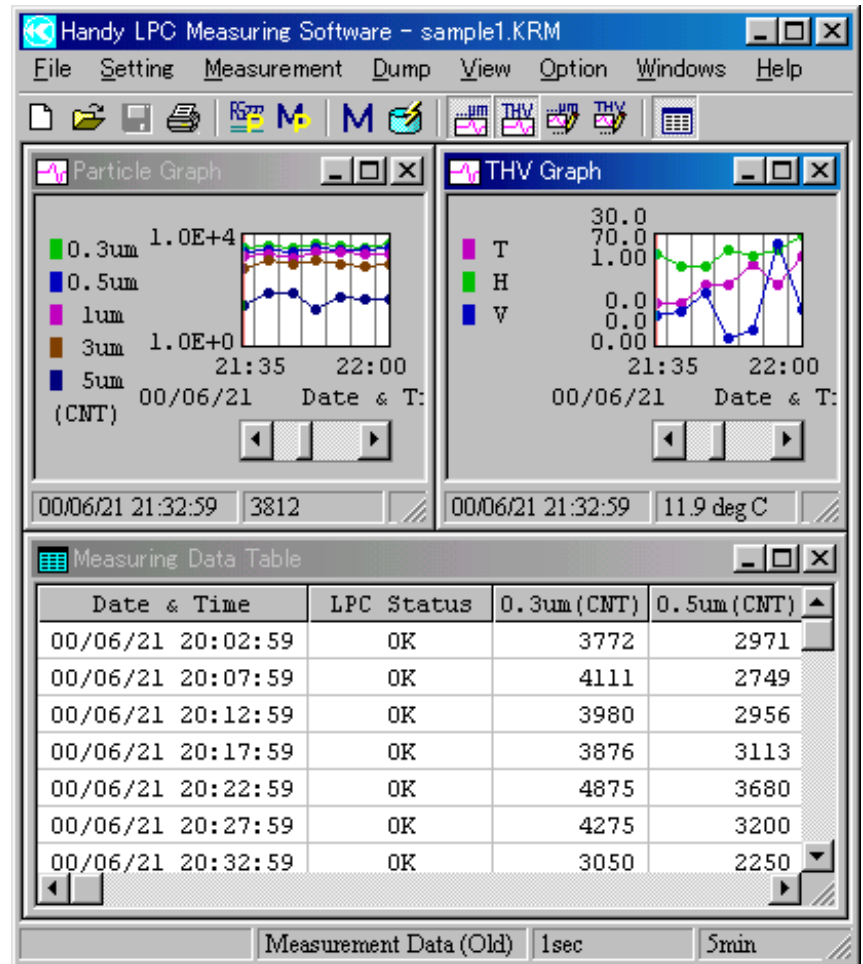 Handy LPC Measuring Software - sample1.KRM
File Setting Measurement Dump View Option Windows Help
Particle Graph
0.3um
0.5um
1um
3um
5um
(CNT)
1.0E+4
1.0E+0
21:35 22:00
00/06/21 Date & T
00/06/21 21:32:59 3812
THV Graph
T
H
V
30.0
70.0
1.00
0.0
0.0
0.00
21:35 22:00
00/06/21 Date & T
00/06/21 21:32:59 11.9 deg C
Measuring Data Table
Date & Time LPC Status 0.3um(CNT) 0.5um(CNT)
00/06/21 20:02:59 OK 3772 2971
00/06/21 20:07:59 OK 4111 2749
00/06/21 20:12:59 OK 3980 2956
00/06/21 20:17:59 OK 3876 3113
00/06/21 20:22:59 OK 4875 3680
00/06/21 20:27:59 OK 4275 3200
00/06/21 20:32:59 OK 3050 2250
Measurement Data (Old) 1sec 5min